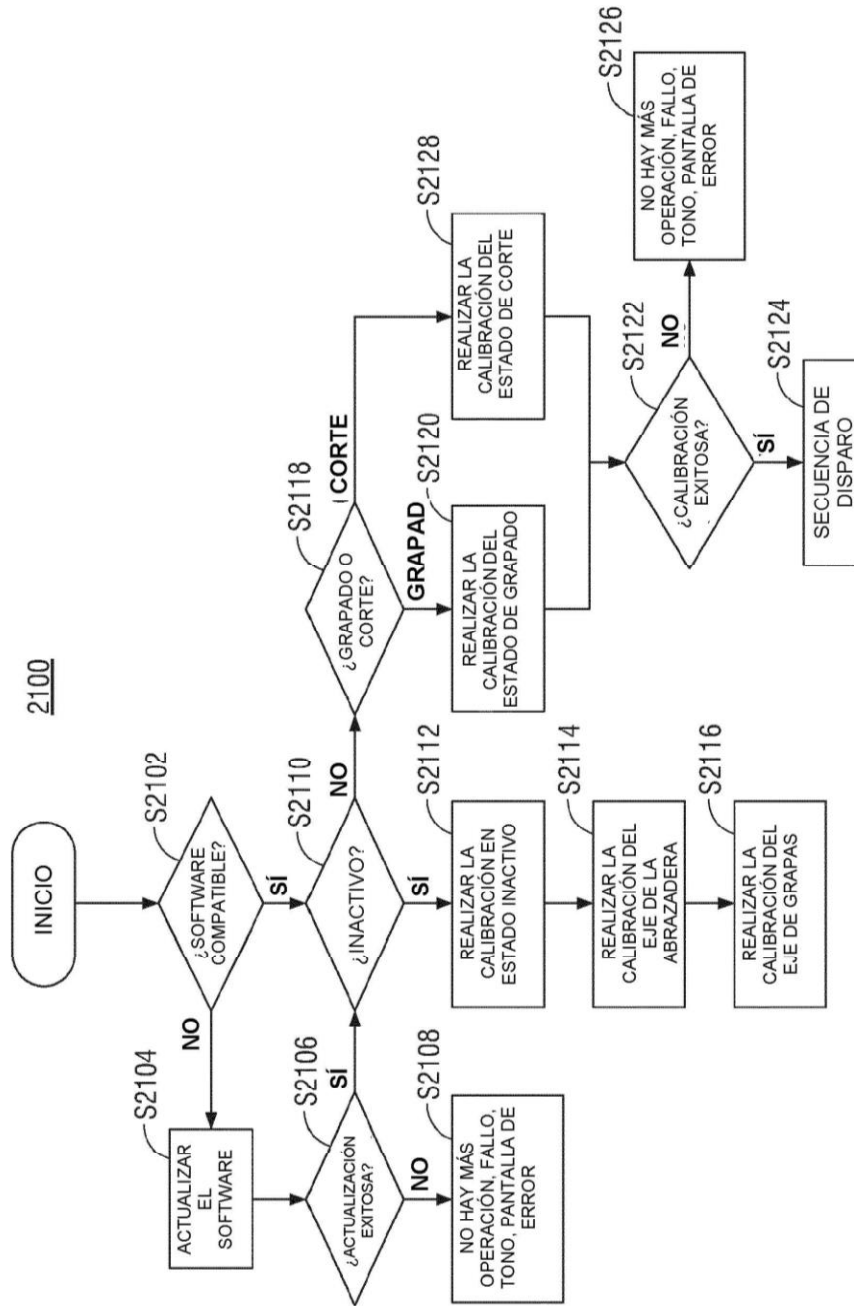 2100
INICIO
S2102
¿SOFTWARE
COMPATIBLE?
NO
SÍ
S2104
ACTUALIZAR
EL
SOFTWARE
S2106
¿ACTUALIZACIÓN
EXITOSA?
SÍ
NO
S2108
NO HAY MÁS
OPERACIÓN, FALLO,
TONO, PANTALLA DE
ERROR
S2110
¿INACTIVO?
NO
SÍ
S2112
REALIZAR LA
CALIBRACIÓN EN
ESTADO INACTIVO
S2114
REALIZAR LA
CALIBRACIÓN DEL
EJE DE LA
ABRAZADERA
S2116
REALIZAR LA
CALIBRACIÓN DEL
EJE DE GRAPAS
S2118
¿GRAPADO O
CORTE?
(CORTE
GRAPAD
S2120
REALIZAR LA
CALIBRACIÓN DEL
ESTADO DE GRAPADO
S2128
REALIZAR LA
CALIBRACIÓN DEL
ESTADO DE CORTE
S2122
¿CALIBRACIÓN
EXITOSA?
NO
SÍ
S2124
SECUENCIA DE
DISPARO
S2126
NO HAY MÁS
OPERACIÓN, FALLO,
TONO, PANTALLA DE
ERROR